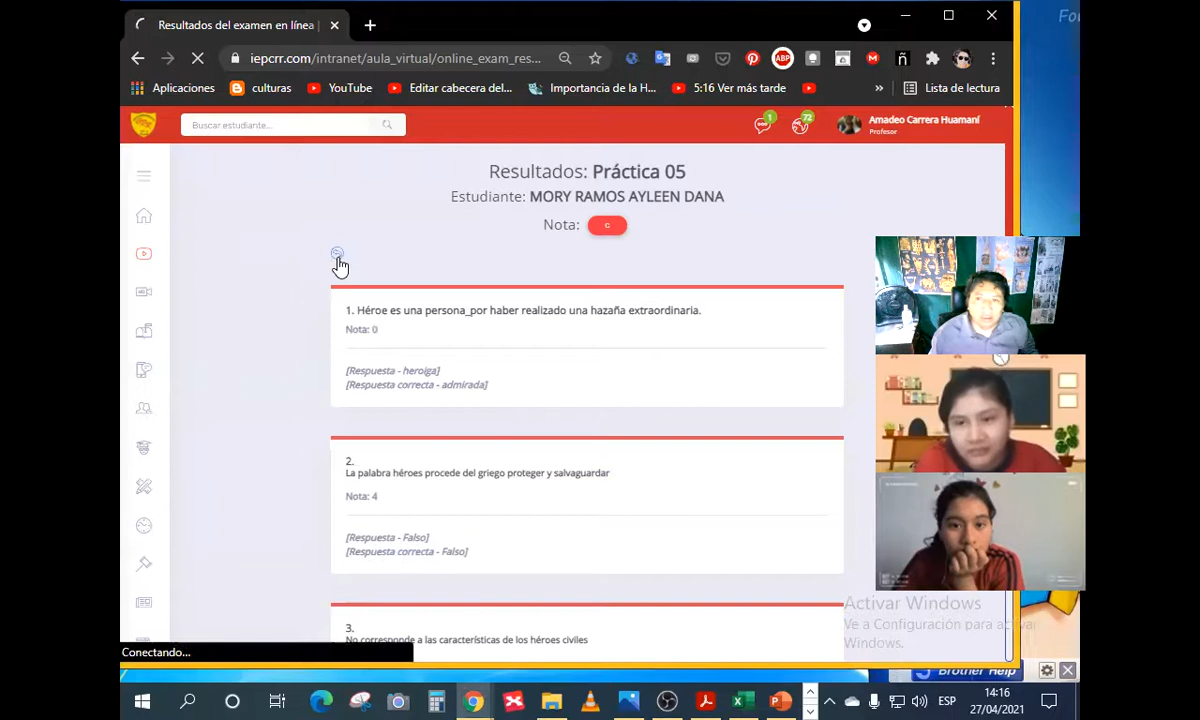 Resultados del examen en línea |
iepcrr.com/intranet/aula_virtual/online_exam_res...
Aplicaciones
culturas
YouTube
Editar cabecera del...
Importancia de la H...
5:16 Ver más tarde
»
Lista de lectura
Buscar estudiante...
1
72
Amadeo Carrera Huamaní
Profesor
Resultados: Práctica 05
Estudiante: MORY RAMOS AYLEEN DANA
Nota: C
1. Héroe es una persona_por haber realizado una hazaña extraordinaria.
Nota: 0
[Respuesta - heroiga]
[Respuesta correcta - admirada]
2.
La palabra héroes procede del griego proteger y salvaguardar
Nota: 4
[Respuesta - Falso]
[Respuesta correcta - Falso]
3.
No corresponde a las características de los héroes civiles
Activar Windows
Ve a Configuración para activar
Windows.
Conectando...
Brother Help
ESP
14:16
27/04/2021